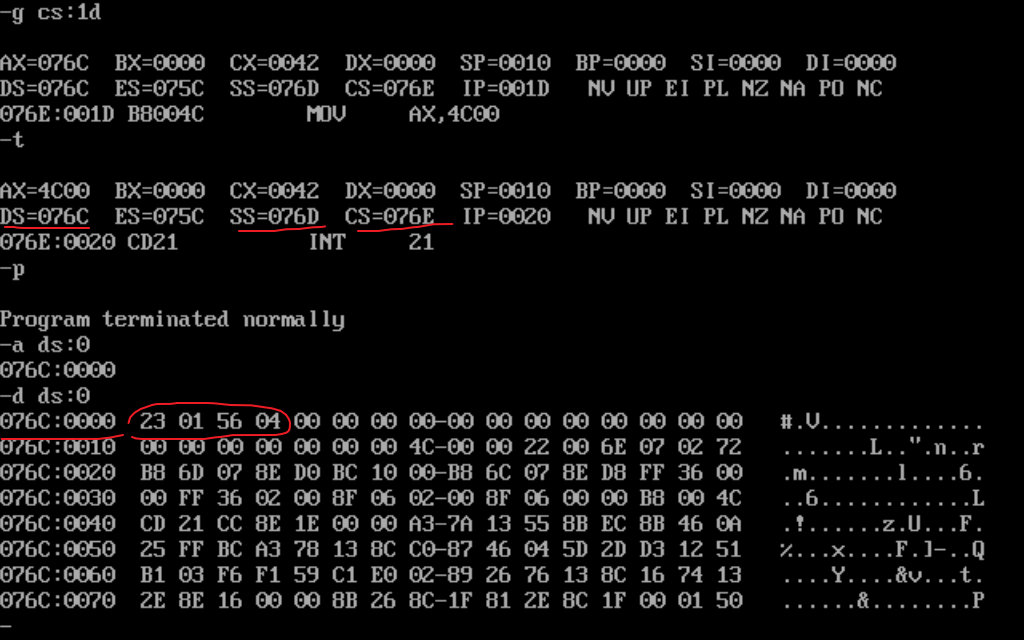 -g cs:1d
AX=076C  BX=0000  CX=0042  DX=0000  SP=0010  BP=0000  SI=0000  DI=0000
DS=076C  ES=075C  SS=076D  CS=076E  IP=001D   NV UP EI PL NZ NA PO NC
076E:001D B8004C        MOV     AX,4C00
-t
AX=4C00  BX=0000  CX=0042  DX=0000  SP=0010  BP=0000  SI=0000  DI=0000
DS=076C  ES=075C  SS=076D  CS=076E  IP=0020   NV UP EI PL NZ NA PO NC
076E:0020 CD21          INT     21
-p
Program terminated normally
-a ds:0
076C:0000
-d ds:0
076C:0000  23 01 56 04 00 00 00 00-00 00 00 00 00 00 00 00   #.V.............
076C:0010  00 00 00 00 00 00 00 4C-00 00 22 00 6E 07 02 72   .......L..".n..r
076C:0020  B8 6D 07 8E D0 BC 10 00-B8 6C 07 8E D8 FF 36 00   .m.......l....6.
076C:0030  00 FF 36 02 00 8F 06 02-00 8F 06 00 00 B8 00 4C   ..6............L
076C:0040  CD 21 CC 8E 1E 00 00 A3-7A 13 55 8B EC 8B 46 0A   .!......z.U...F.
076C:0050  25 FF BC A3 78 13 8C C0-87 46 04 5D 2D D3 12 51   %...x....F.]-..Q
076C:0060  B1 03 F6 F1 59 C1 E0 02-89 26 76 13 8C 16 74 13   ....Y....&v...t.
076C:0070  2E 8E 16 00 00 8B 26 8C-1F 81 2E 8C 1F 00 01 50   ......&........P
-